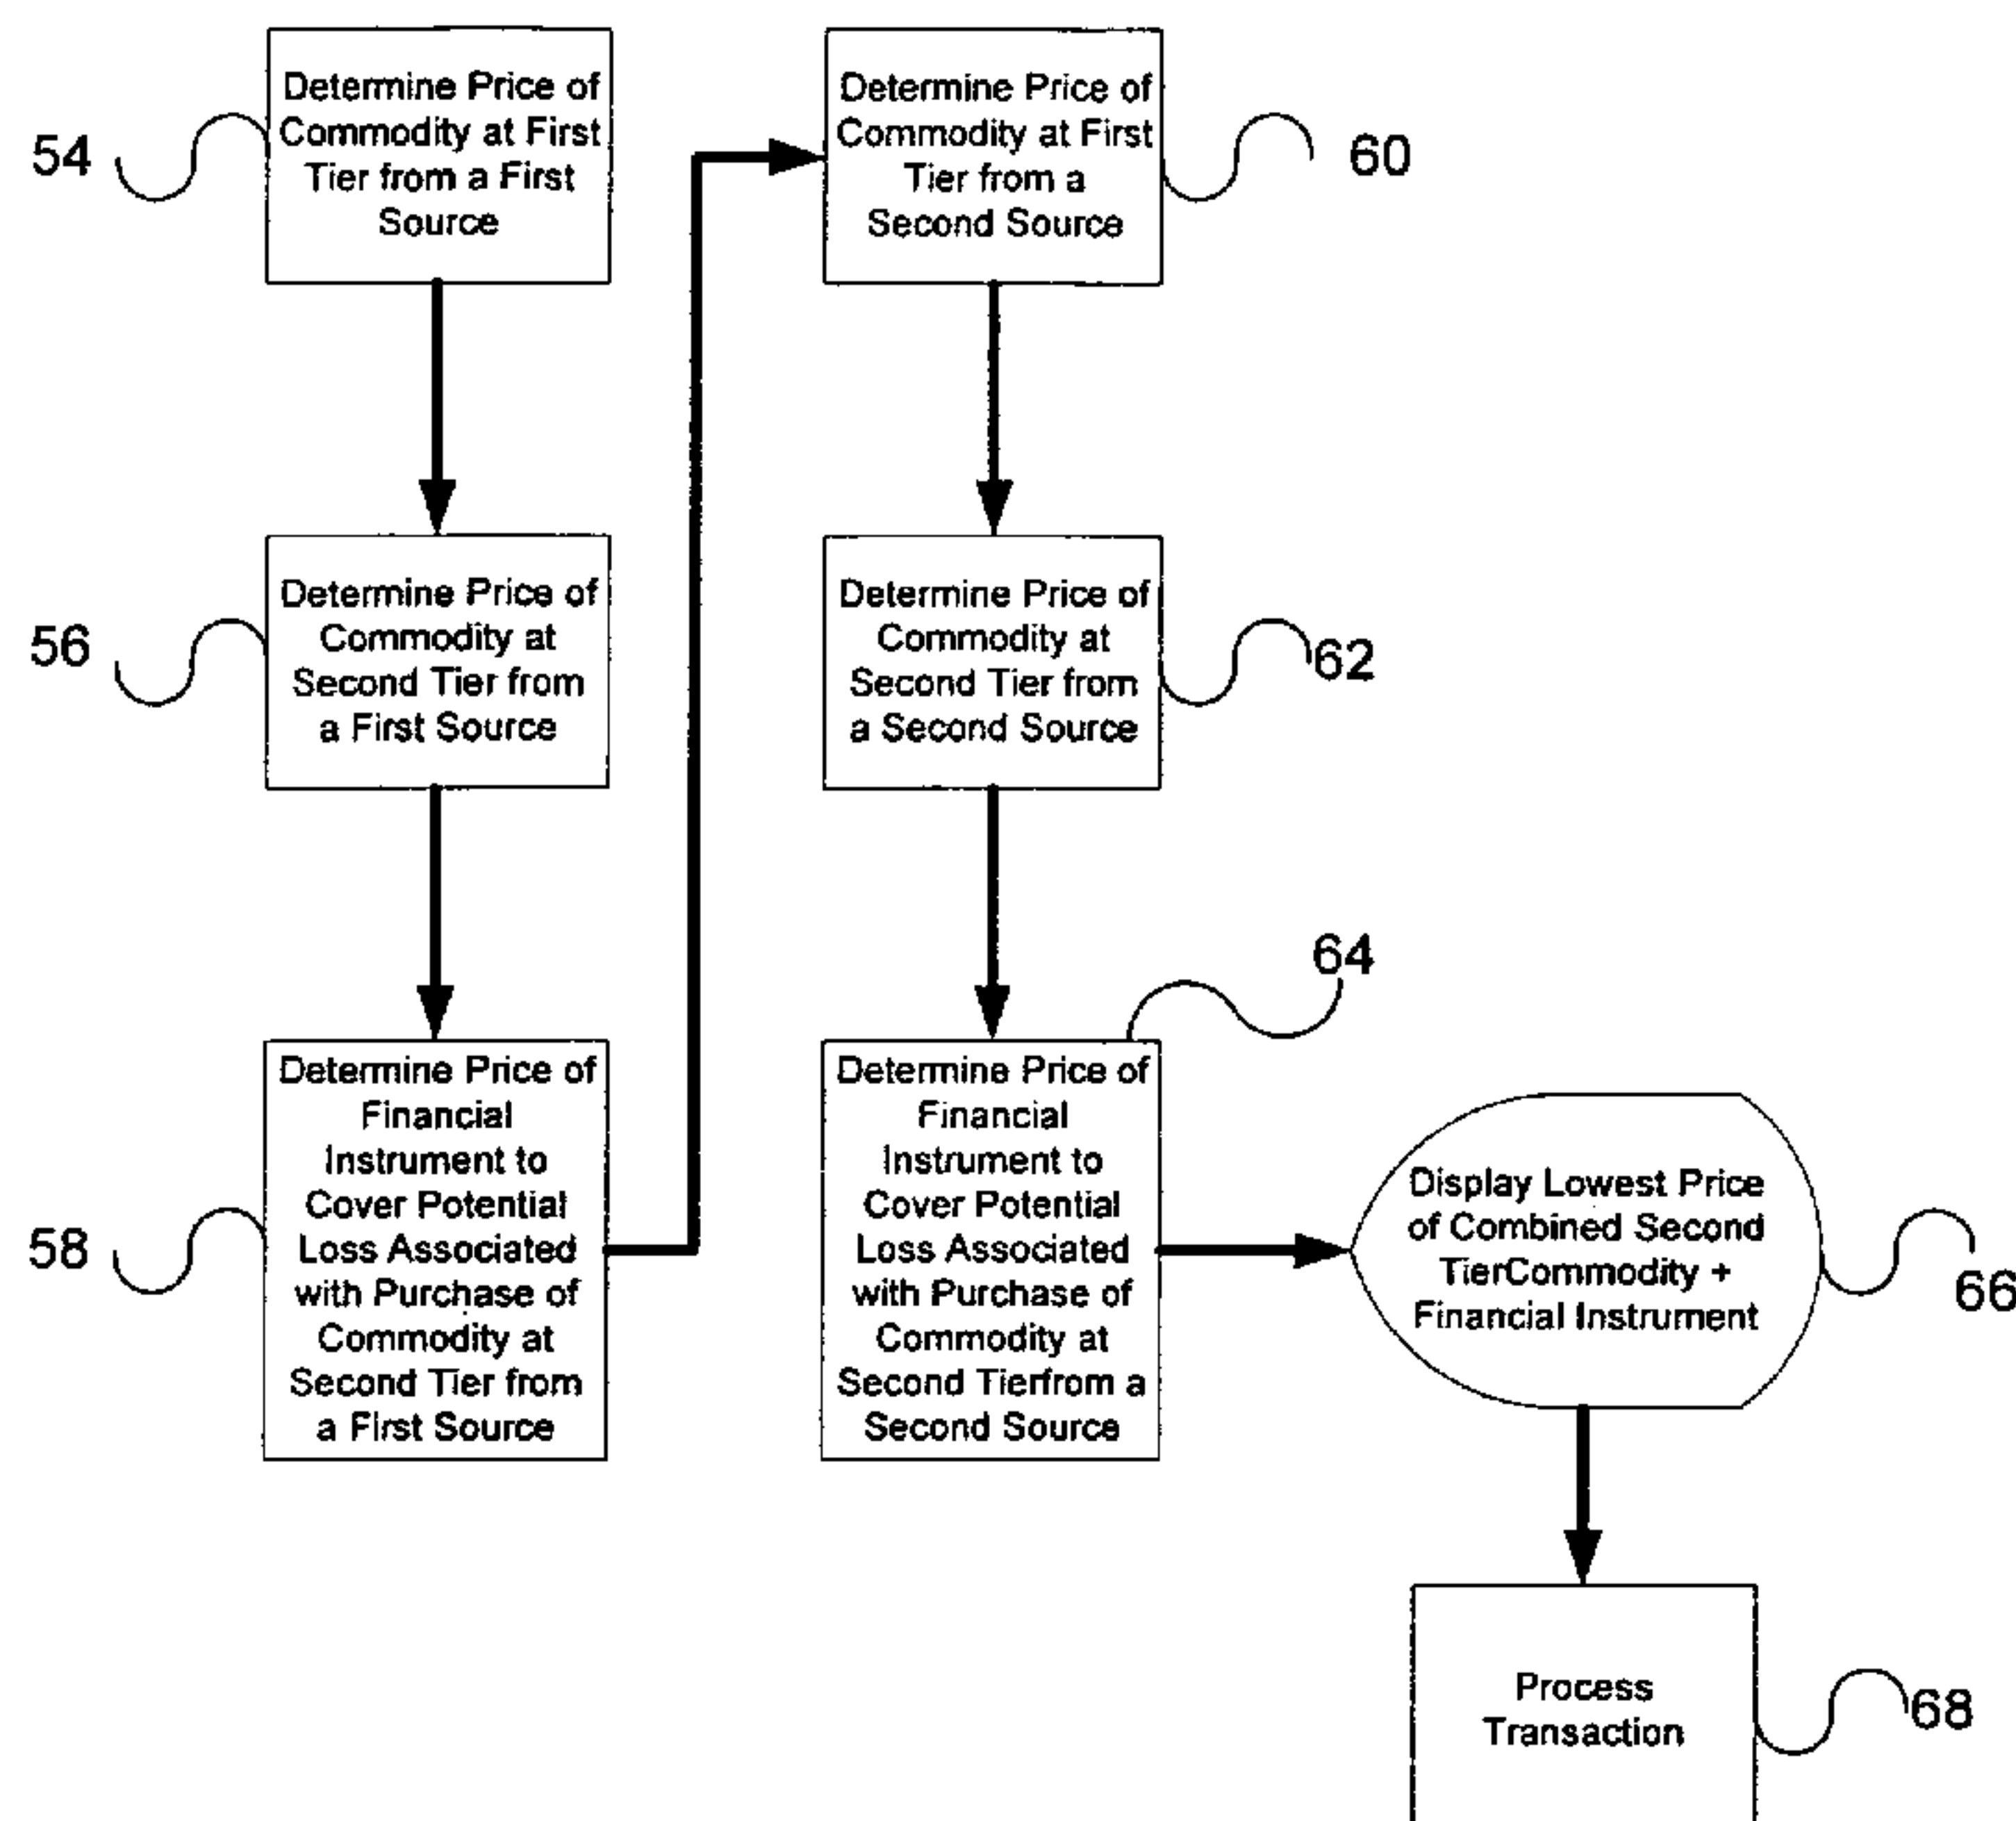 54
Determine Price of
Commodity at First
Tier from a First
Source
56
Determine Price of
Commodity at
Second Tier from
a First Source
58
Determine Price of
Financial
Instrument to
Cover Potential
Loss Associated
with Purchase of
Commodity at
Second Tier from
a First Source
Determine Price of
Commodity at First
Tier from a
Second Source
60
Determine Price of
Commodity at
Second Tier from
a Second Source
62
64
Determine Price of
Financial
Instrument to
Cover Potential
Loss Associated
with Purchase of
Commodity at
Second Tierfrom a
Second Source
Display Lowest Price
of Combined Second
TierCommodity +
Financial Instrument
66
Process
Transaction
68